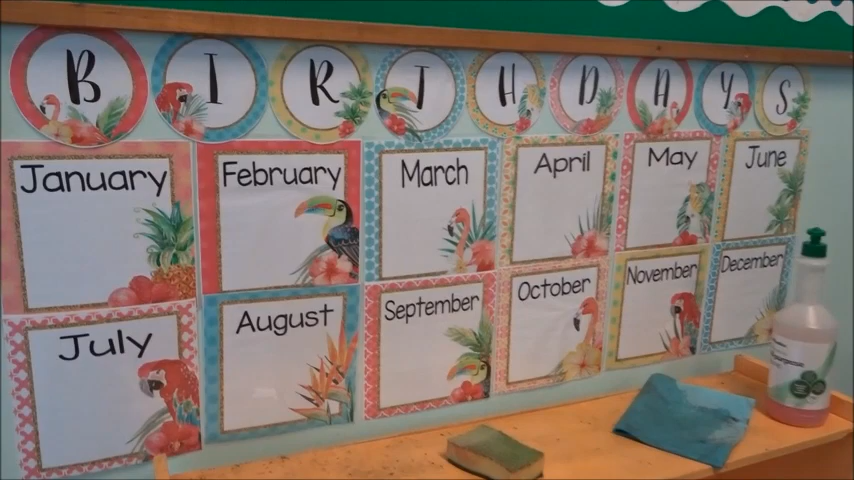 BIRTHDAYS
January February March April May June
July August September October November December